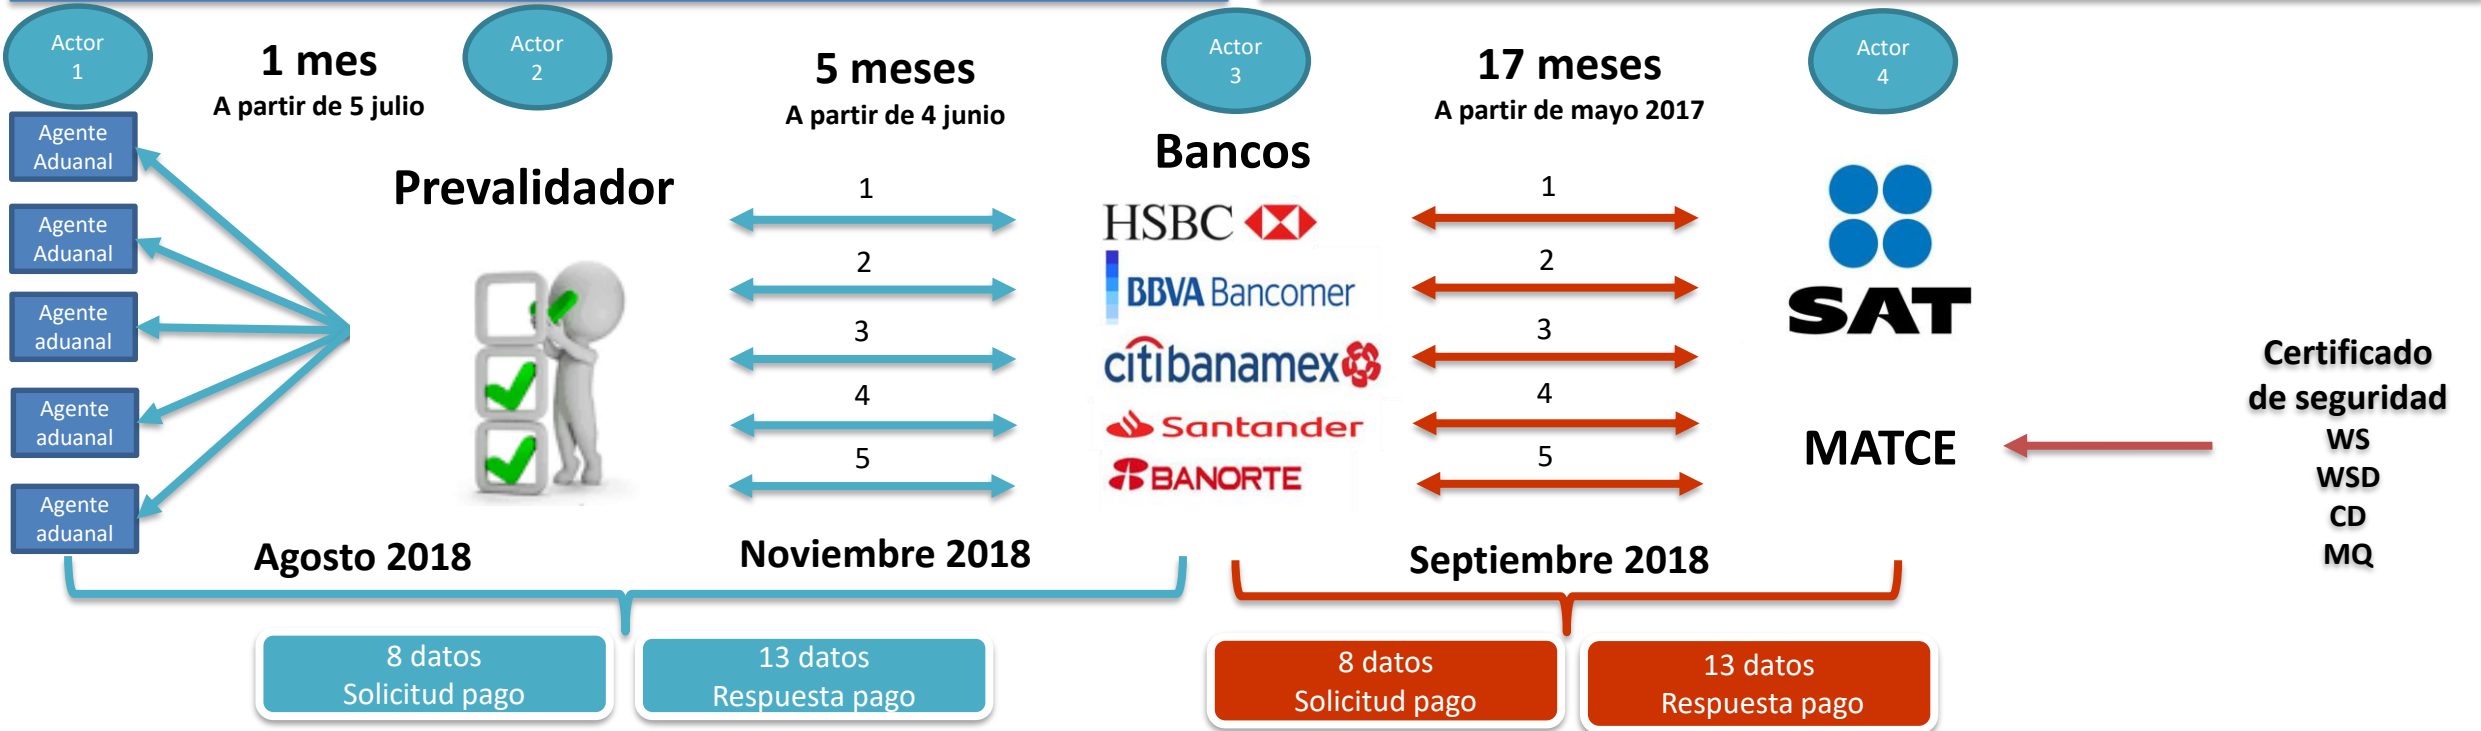 Actor
1
1 mes
A partir de 5 julio
Actor
2
5 meses
A partir de 4 junio
Actor
3
17 meses
A partir de mayo 2017
Actor
4
Agente
Aduanal
Agente
Aduanal
Agente
aduanal
Agente
aduanal
Agente
aduanal
Prevalidador
1
2
3
4
5
Bancos
HSBC
BBVA Bancomer
citibanamex
Santander
BANORTE
1
2
3
4
5
SAT
MATCE
Certificado
de seguridad
WS
WSD
CD
MQ
Agosto 2018
Noviembre 2018
Septiembre 2018
8 datos
Solicitud pago
13 datos
Respuesta pago
8 datos
Solicitud pago
13 datos
Respuesta pago